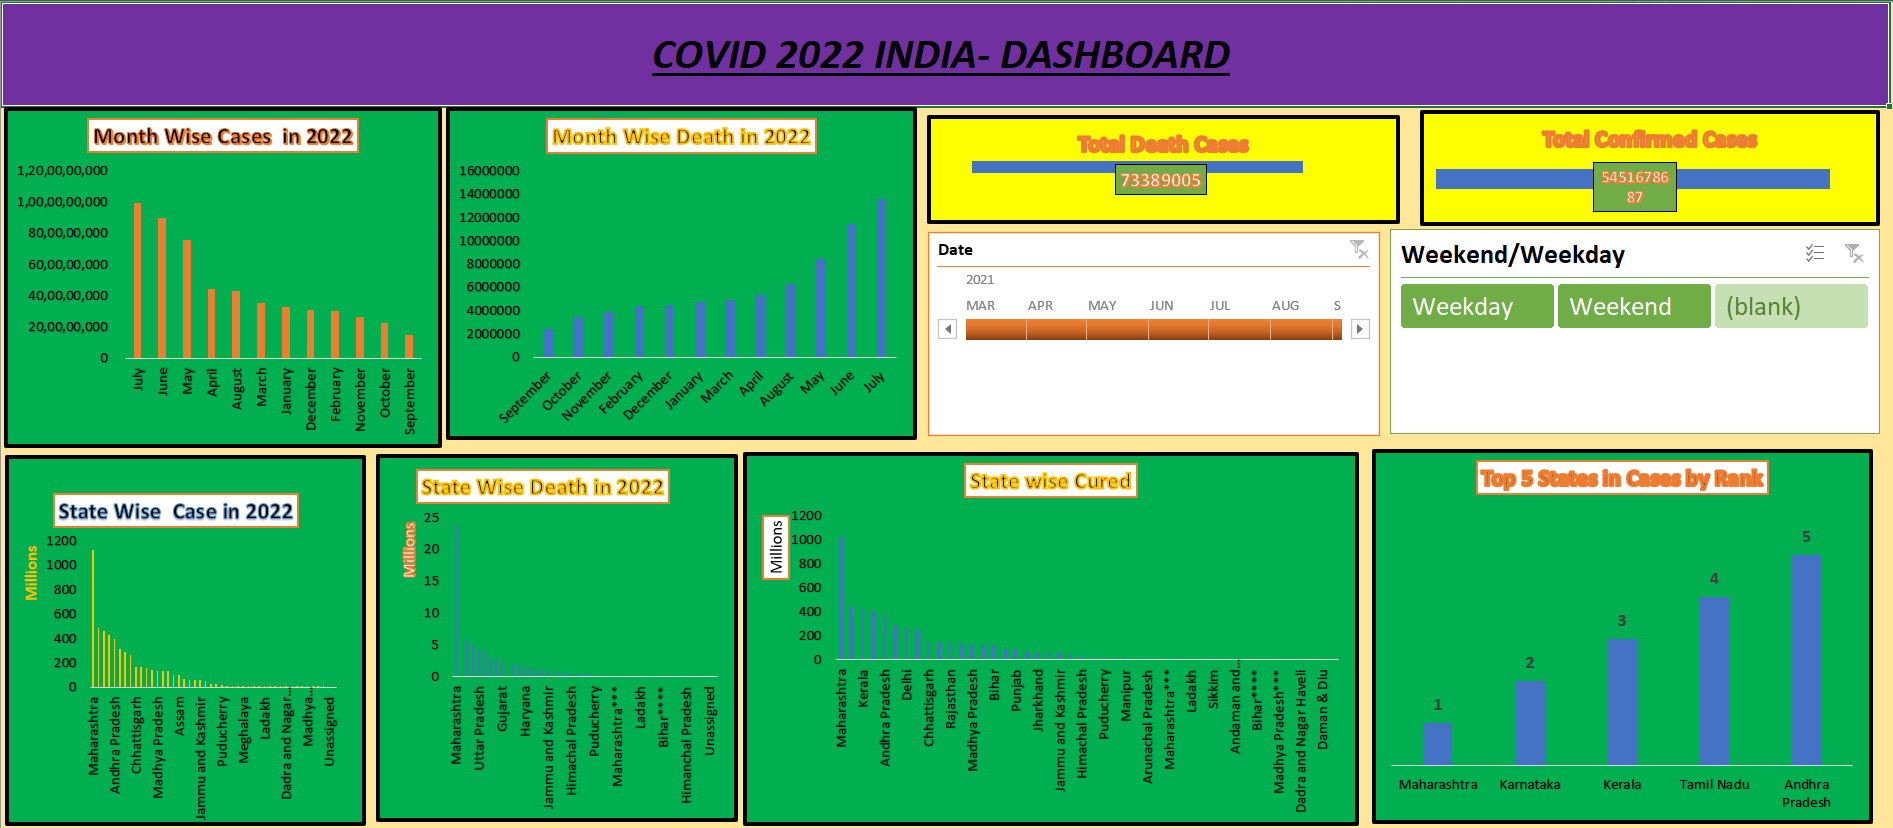 COVID 2022 INDIA- DASHBOARD
Month Wise Cases  in 2022
1,20,00,00,000
1,00,00,00,000
80,00,00,000
60,00,00,000
40,00,00,000
20,00,00,000
0
July
June
May
April
August
March
January
December
February
November
October
September
Month Wise Death in 2022
16000000
14000000
12000000
10000000
8000000
6000000
4000000
2000000
0
September
October
November
February
December
January
March
April
August
May
June
July
Total Death Cases
73389005
Total Confirmed Cases
54516786
87
Date
2021
MAR APR MAY JUN JUL AUG S
Weekend/Weekday
Weekday Weekend (blank)
State Wise  Case in 2022
Millions
1200
1000
800
600
400
200
0
Maharashtra
Andhra Pradesh
Chhattisgarh
Madhya Pradesh
Assam
Jammu and Kashmir
Puducherry
Meghalaya
Ladakh
Dadra and Nagar...
Madhya...
Unassigned
State Wise Death in 2022
Millions
25
20
15
10
5
0
Maharashtra
Uttar Pradesh
Gujarat
Haryana
Jammu and Kashmir
Himachal Pradesh
Puducherry
Maharashtra***
Ladakh
Bihar****
Himanchal Pradesh
Unassigned
State wise Cured
Millions
1200
1000
800
600
400
200
0
Maharashtra
Kerala
Andhra Pradesh
Delhi
Chhattisgarh
Rajasthan
Madhya Pradesh
Bihar
Punjab
Jharkhand
Jammu and Kashmir
Himachal Pradesh
Puducherry
Manipur
Arunachal Pradesh
Maharashtra***
Ladakh
Sikkim
Andaman and...
Bihar****
Madhya Pradesh***
Dadra and Nagar Haveli
Daman & Diu
Top 5 States in Cases by Rank
1
2
3
4
5
Maharashtra
Karnataka
Kerala
Tamil Nadu
Andhra
Pradesh